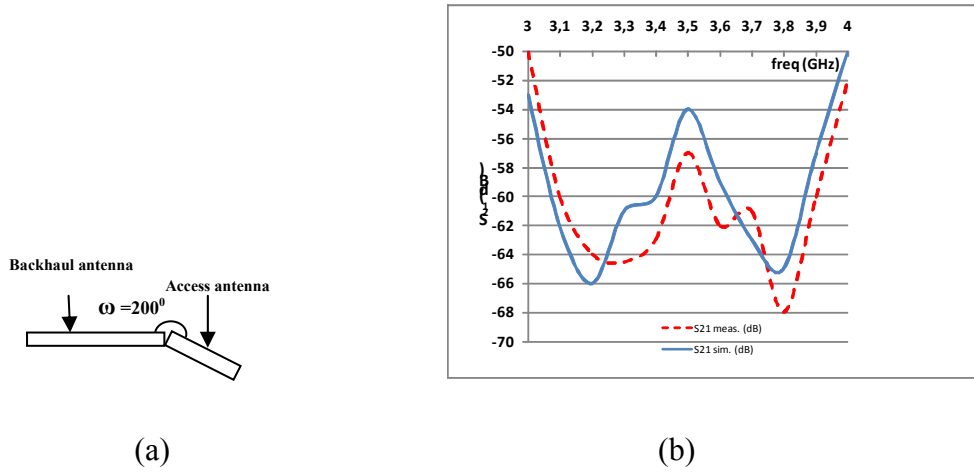 Backhaul antenna
ω =200⁰
Access antenna
(a)
3 3,1 3,2 3,3 3,4 3,5 3,6 3,7 3,8 3,9 4
freq (GHz)
-50
-52
-54
-56
-58
-60
-62
-64
-66
-68
-70
S21(dB)
S21 meas. (dB)
S21 sim. (dB)
(b)